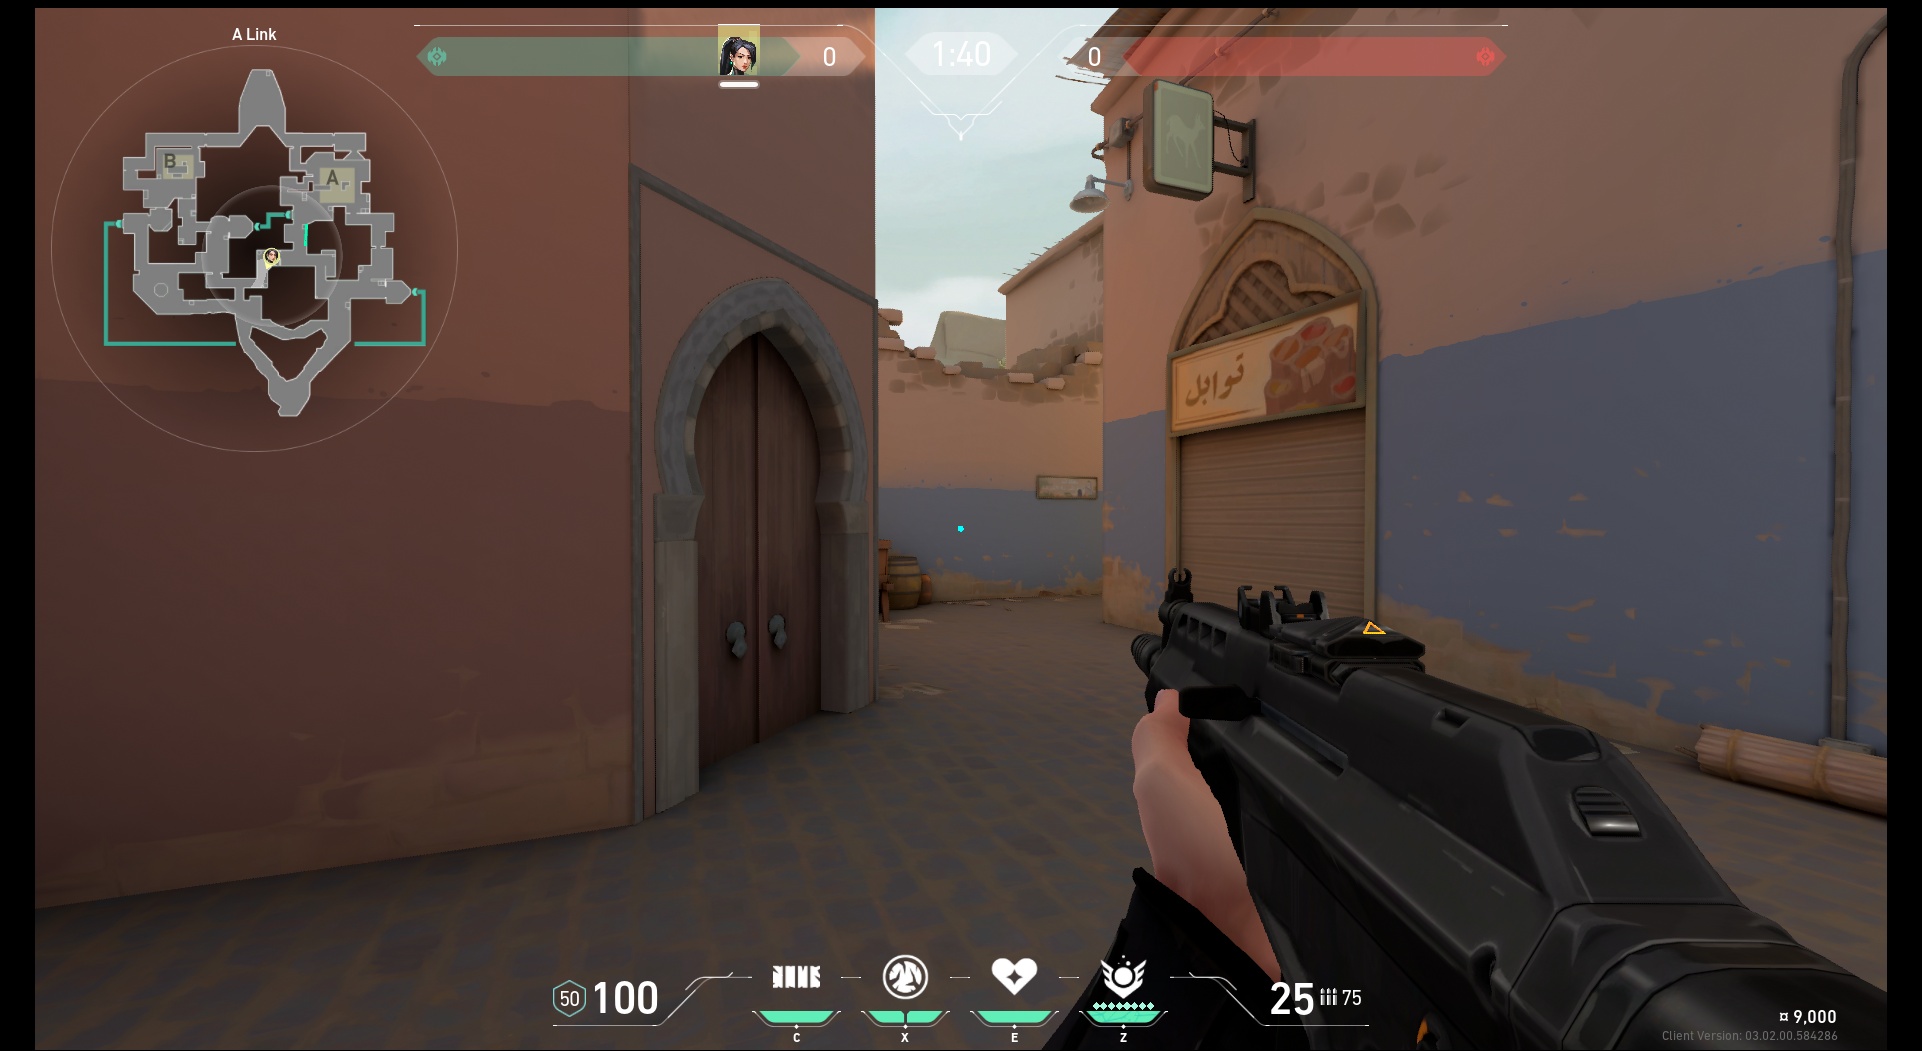 A Link
0
1:40
0
B
A
توابل
50
100
25
75
C
X
E
Z
¤ 9,000
Client Version: 03.02.00.584286